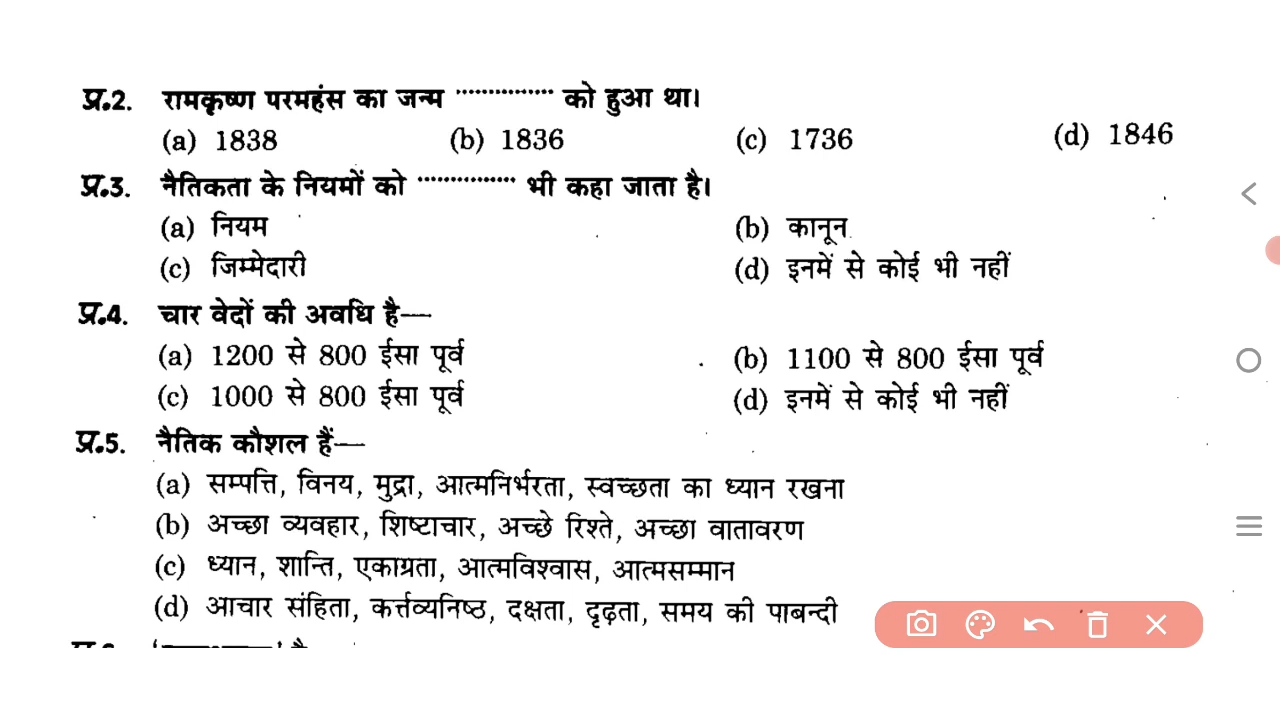 प्र.2. रामकृष्ण परमहंस का जन्म ............... को हुआ था।
(a) 1838 (b) 1836 (c) 1736 (d) 1846
प्र.3. नैतिकता के नियमों को ............... भी कहा जाता है।
(a) नियम (b) कानून
(c) जिम्मेदारी (d) इनमें से कोई भी नहीं
प्र.4. चार वेदों की अवधि है—
(a) 1200 से 800 ईसा पूर्व (b) 1100 से 800 ईसा पूर्व
(c) 1000 से 800 ईसा पूर्व (d) इनमें से कोई भी नहीं
प्र.5. नैतिक कौशल हैं—
(a) सम्पत्ति, विनय, मुद्रा, आत्मनिर्भरता, स्वच्छता का ध्यान रखना
(b) अच्छा व्यवहार, शिष्टाचार, अच्छे रिश्ते, अच्छा वातावरण
(c) ध्यान, शान्ति, एकाग्रता, आत्मविश्वास, आत्मसम्मान
(d) आचार संहिता, कर्त्तव्यनिष्ठ, दक्षता, दृढ़ता, समय की पाबन्दी